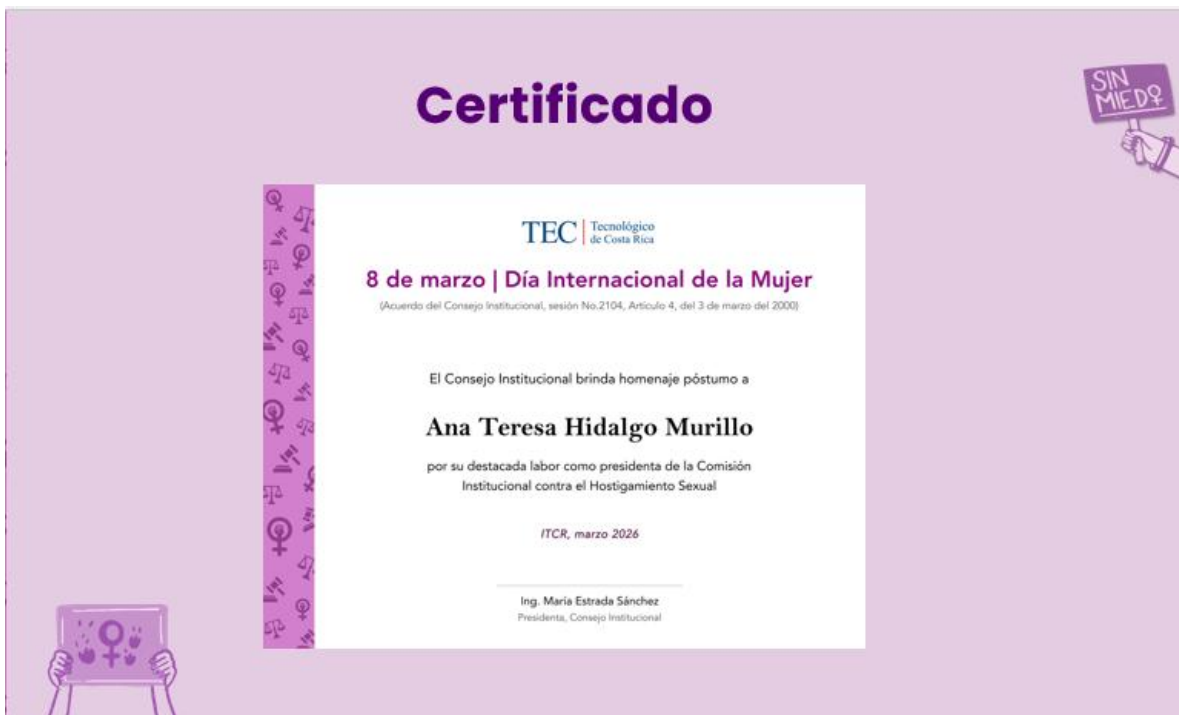 Certificado
SIN
MIEDO
TEC | Tecnológico
de Costa Rica
8 de marzo | Día Internacional de la Mujer
(Acuerdo del Consejo Institucional, sesión No.2104, Artículo 4, del 3 de marzo del 2000)
El Consejo Institucional brinda homenaje póstumo a
Ana Teresa Hidalgo Murillo
por su destacada labor como presidenta de la Comisión
Institucional contra el Hostigamiento Sexual
ITCR, marzo 2026
Ing. María Estrada Sánchez
Presidenta, Consejo Institucional